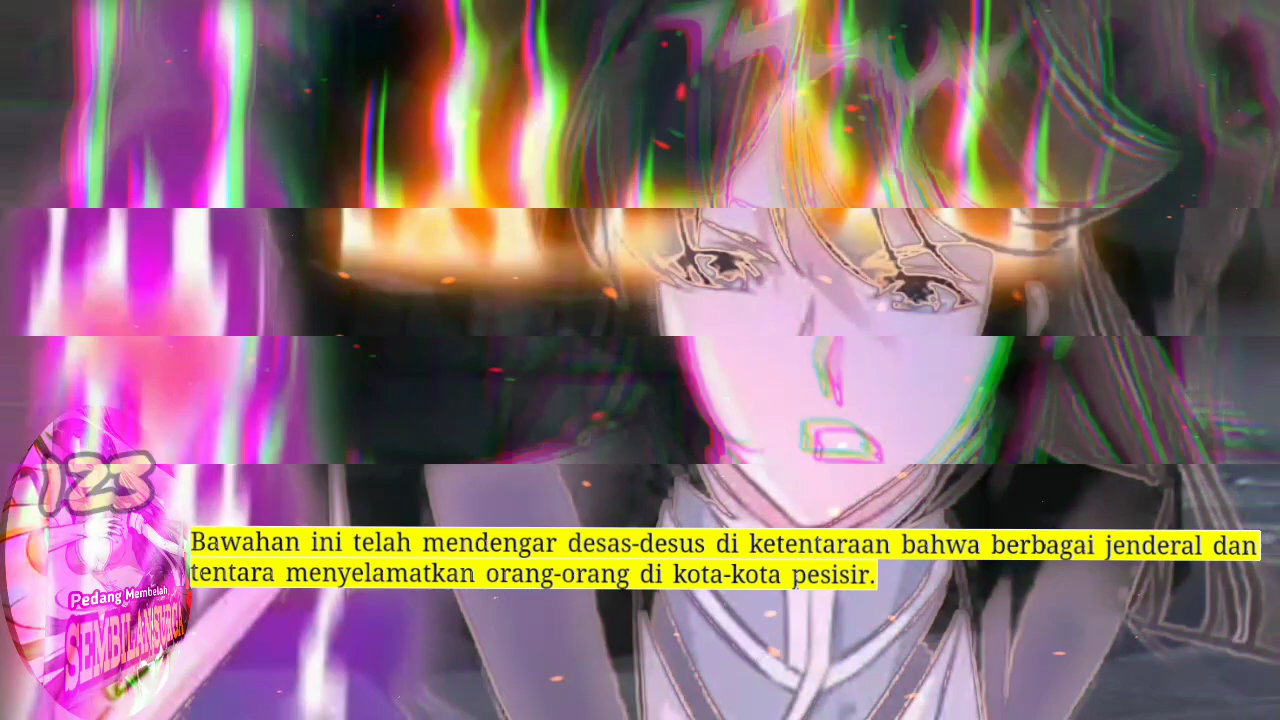 123
Pedang Membelah
SEMBILAN SURGA
Bawahan ini telah mendengar desas-desus di ketentaraan bahwa berbagai jenderal dan
tentara menyelamatkan orang-orang di kota-kota pesisir.